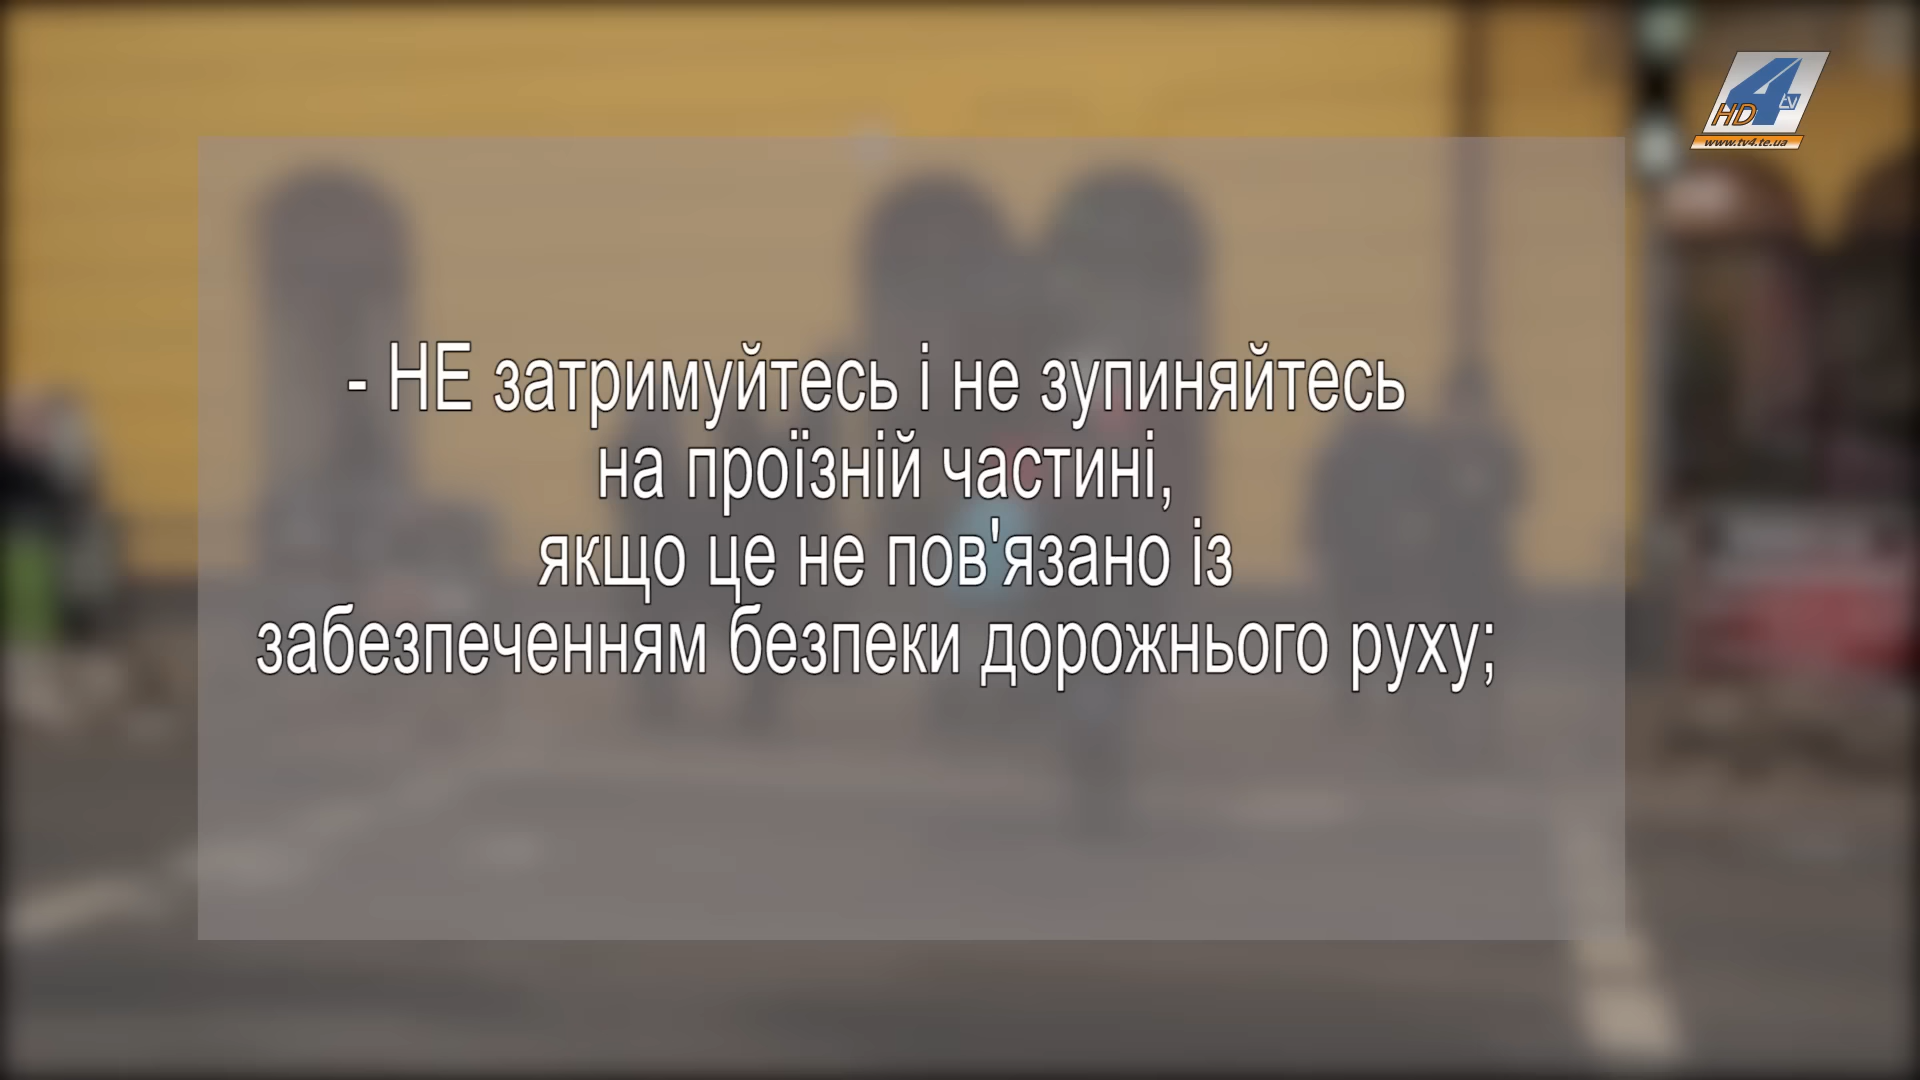 4
tv
HD
www.tv4.te.ua
- НЕ затримуйтесь і не зупиняйтесь
на проїзній частині,
якщо це не пов'язано із
забезпеченням безпеки дорожнього руху;